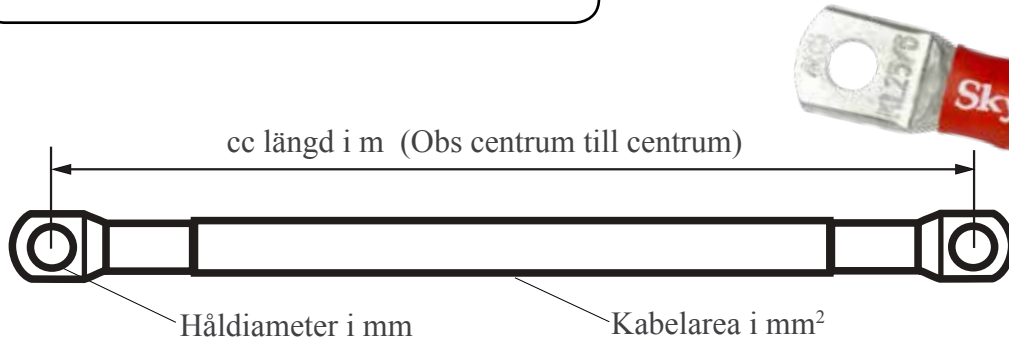 Sky
cc längd i m (Obs centrum till centrum)
Håldiameter i mm
Kabelarea i mm²